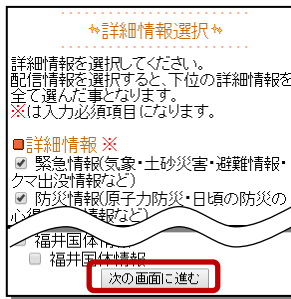 詳細情報選択
詳細情報を選択してください。
配信情報を選択すると、下位の詳細情報を
全て選んだ事となります。
※は入力必須項目になります。
■詳細情報 ※
緊急情報(気象・土砂災害・避難情報・
クマ出没情報など)
防災情報(原子力防災・日頃の防災の
心得 情報など)
福井国体情報
福井国体情報
次の画面に進む